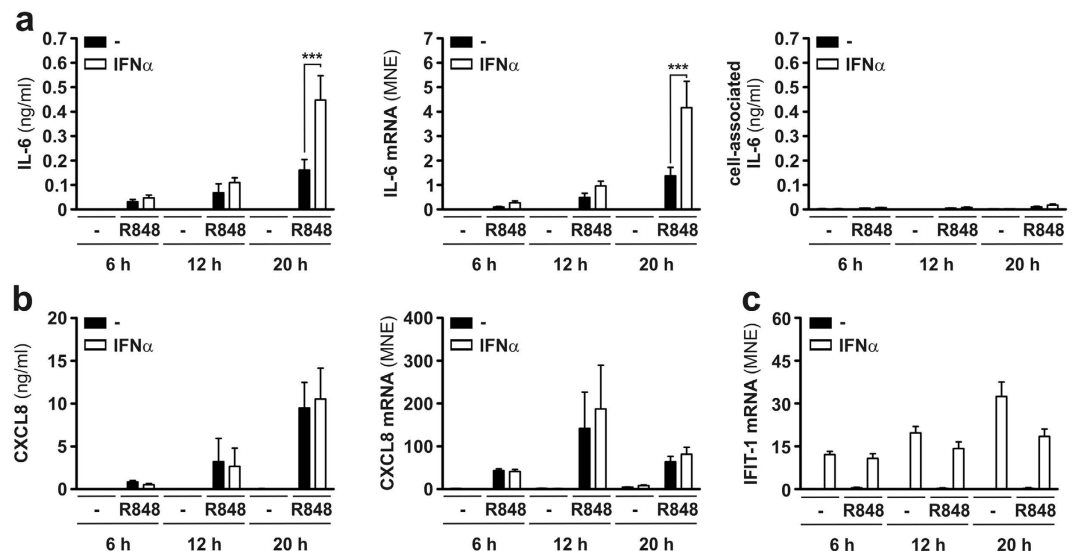 a
IL-6 (ng/ml)
0.7
0.6
0.5
0.4
0.3
0.2
0.1
0
-
IFNα
***
- R848 - R848 - R848
6 h 12 h 20 h
IL-6 mRNA (MNE)
7
6
5
4
3
2
1
0
-
IFNα
***
- R848 - R848 - R848
6 h 12 h 20 h
cell-associated
IL-6 (ng/ml)
0.7
0.6
0.5
0.4
0.3
0.2
0.1
0
-
IFNα
- R848 - R848 - R848
6 h 12 h 20 h
b
CXCL8 (ng/ml)
20
15
10
5
0
-
IFNα
- R848 - R848 - R848
6 h 12 h 20 h
CXCL8 mRNA (MNE)
400
300
200
100
0
-
IFNα
- R848 - R848 - R848
6 h 12 h 20 h
c
IFIT-1 mRNA (MNE)
60
45
30
15
0
-
IFNα
- R848 - R848 - R848
6 h 12 h 20 h